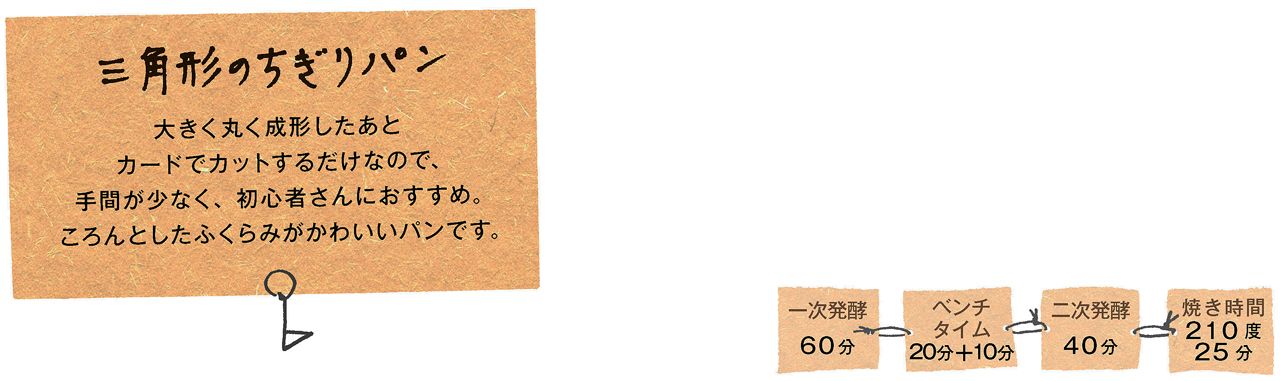 三角形のちぎりパン
大きく丸く成形したあと
カードでカットするだけなので、
手間が少なく、初心者さんにおすすめ。
ころんとしたふくらみがかわいいパンです。
一次発酵
60分
ベンチ
タイム
20分+10分
二次発酵
40分
焼き時間
210度
25分